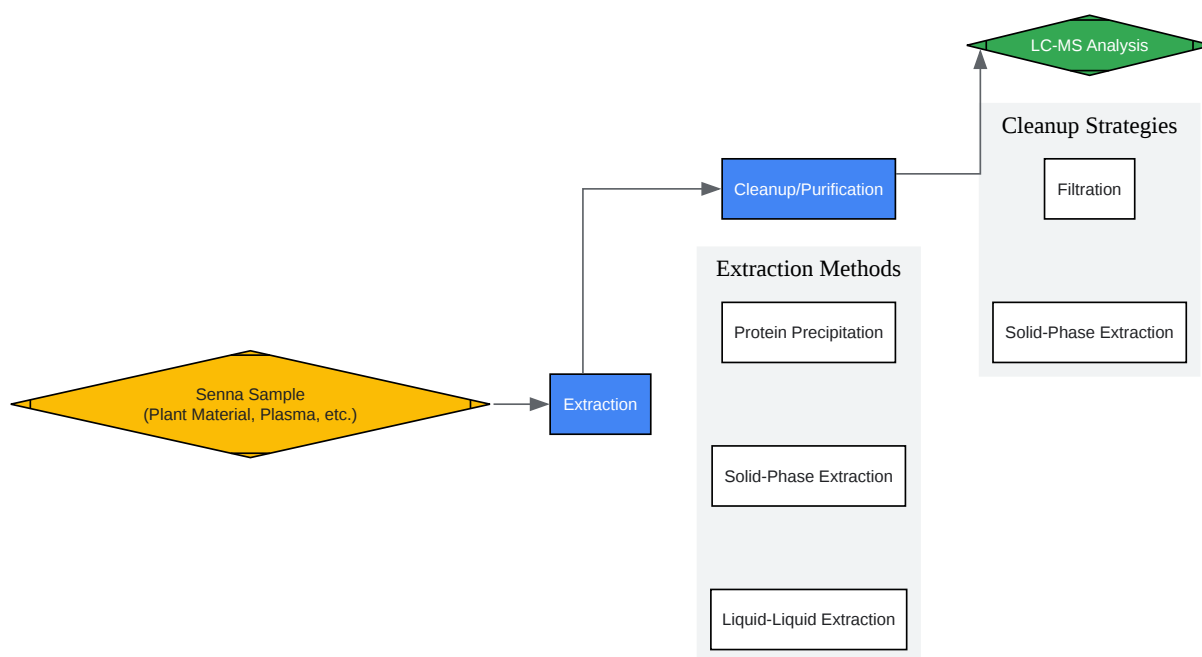 LC-MS Analysis
Cleanup Strategies
Cleanup/Purification
Filtration
Extraction Methods
Protein Precipitation
Solid-Phase Extraction
Senna Sample
(Plant Material, Plasma, etc.)
Extraction
Solid-Phase Extraction
Liquid-Liquid Extraction